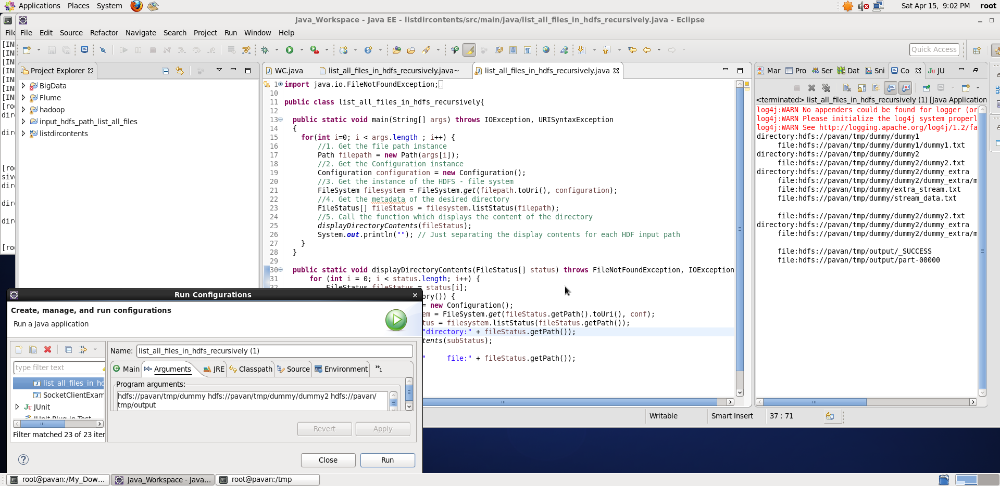 Applications Places System Sat Apr 15, 9:02 PM root
Java_Workspace - Java EE - listdircontents/src/main/java/list_all_files_in_hdfs_recursively.java - Eclipse
File Edit Source Refactor Navigate Search Project Run Window Help
Quick Access
Project Explorer
BigData
Flume
hadoop
input_hdfs_path_list_all_files
listdircontents
WC.java list_all_files_in_hdfs_recursively.java~ list_all_files_in_hdfs_recursively.java
1 import java.io.FileNotFoundException;
10
11 public class list_all_files_in_hdfs_recursively{
12
13 public static void main(String[] args) throws IOException, URISyntaxException
14 {
15 for(int i=0; i < args.length ; i++) {
16 //1. Get the file path instance
17 Path filepath = new Path(args[i]);
18 //2. Get the Configuration instance
19 Configuration configuration = new Configuration();
20 //3. Get the instance of the HDFS - file system
21 FileSystem filesystem = FileSystem.get(filepath.toUri(), configuration);
22 //4. Get the metadata of the desired directory
23 FileStatus[] fileStatus = filesystem.listStatus(filepath);
24 //5. Call the function which displays the content of the directory
25 displayDirectoryContents(fileStatus);
26 System.out.println(""); // Just separating the display contents for each HDF input path
27 }
28 }
29
30 public static void displayDirectoryContents(FileStatus[] status) throws FileNotFoundException, IOException
31 for (int i = 0; i < status.length; i++) {
32 FileStatus fileStatus = status[i];
ory()) {
= new Configuration();
em = FileSystem.get(fileStatus.getPath().toUri(), conf);
tus = filesystem.listStatus(fileStatus.getPath());
"directory:" + fileStatus.getPath());
tents(subStatus);
" file:" + fileStatus.getPath());
Mar Pro Ser Dat Sni Co JU
<terminated> list_all_files_in_hdfs_recursively (1) [Java Application
log4j:WARN No appenders could be found for logger (or
log4j:WARN Please initialize the log4j system properl
log4j:WARN See http://logging.apache.org/log4j/1.2/fa
directory:hdfs://pavan/tmp/dummy/dummy1
file:hdfs://pavan/tmp/dummy/dummy1/dummy1.txt
directory:hdfs://pavan/tmp/dummy/dummy2
file:hdfs://pavan/tmp/dummy/dummy2/dummy2.txt
directory:hdfs://pavan/tmp/dummy/dummy2/dummy_extra
file:hdfs://pavan/tmp/dummy/dummy2/dummy_extra/m
file:hdfs://pavan/tmp/dummy/extra_stream.txt
file:hdfs://pavan/tmp/dummy/stream_data.txt
file:hdfs://pavan/tmp/dummy/dummy2/dummy2.txt
directory:hdfs://pavan/tmp/dummy/dummy2/dummy_extra
file:hdfs://pavan/tmp/dummy/dummy2/dummy_extra/m
file:hdfs://pavan/tmp/output/_SUCCESS
file:hdfs://pavan/tmp/output/part-00000
Writable Smart Insert 37 : 71
File
[INI
[INI
[INI
[INI
[INI
[INI
[INI
[roo
dire
dire
[roo
sive
dire
dire
dire
[roo
Run Configurations
Create, manage, and run configurations
Run a Java application
type filter text
list_all_files_in_hd
SocketClientExam
JUnit
JUnit Plug-in Test
Filter matched 23 of 23 iter
Name: list_all_files_in_hdfs_recursively (1)
Main Arguments JRE Classpath Source Environment »1
Program arguments:
hdfs://pavan/tmp/dummy hdfs://pavan/tmp/dummy/dummy2 hdfs://pavan/
tmp/output
Revert Apply
Close Run
root@pavan:/My_Dow... Java_Workspace - Java... root@pavan:/tmp